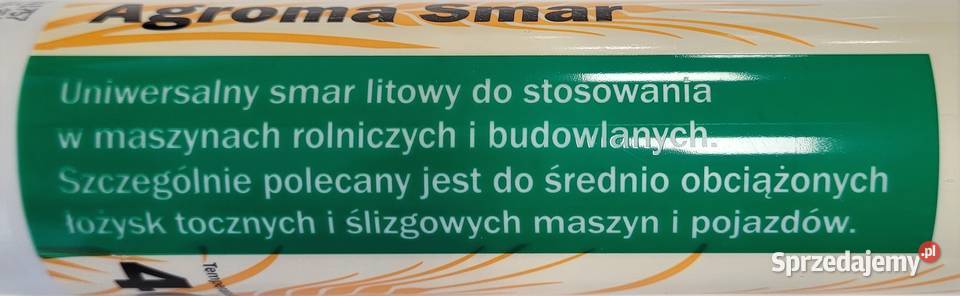 Agroma Smar
Uniwersalny smar litowy do stosowania
w maszynach rolniczych i budowlanych.
Szczególnie polecany jest do średnio obciążonych
łożysk tocznych i ślizgowych maszyn i pojazdów.
4
Sprzedajemy.pl